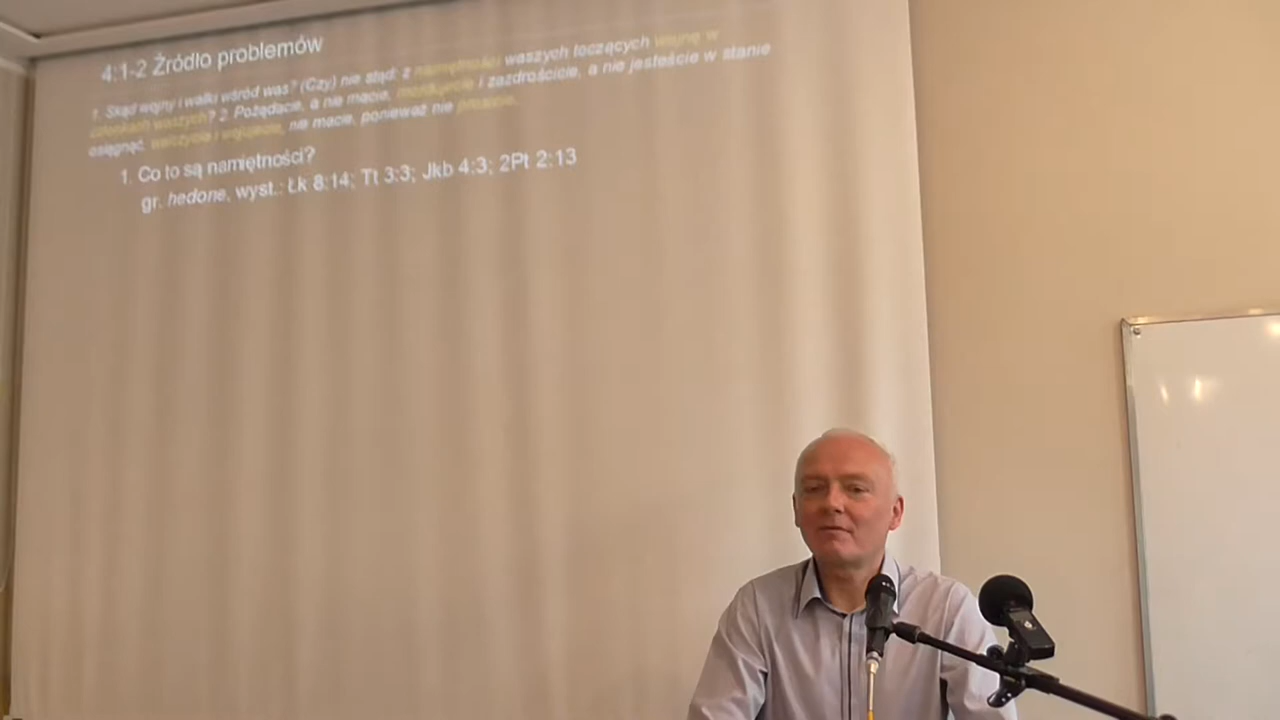 4:1-2 Źródło problemów
1. Skąd wojny i walki wśród was? (Czy) nie stąd: z namiętności waszych toczących wojnę w
członkach waszych? 2. Pożądacie, a nie macie, mordujecie i zazdrościcie, a nie jesteście w stanie
osiągnąć, walczycie i wojujecie, nie macie, ponieważ nie prosicie.
1. Co to są namiętności?
gr. hedone, wyst.: Łk 8:14; Tt 3:3; Jkb 4:3; 2Pt 2:13